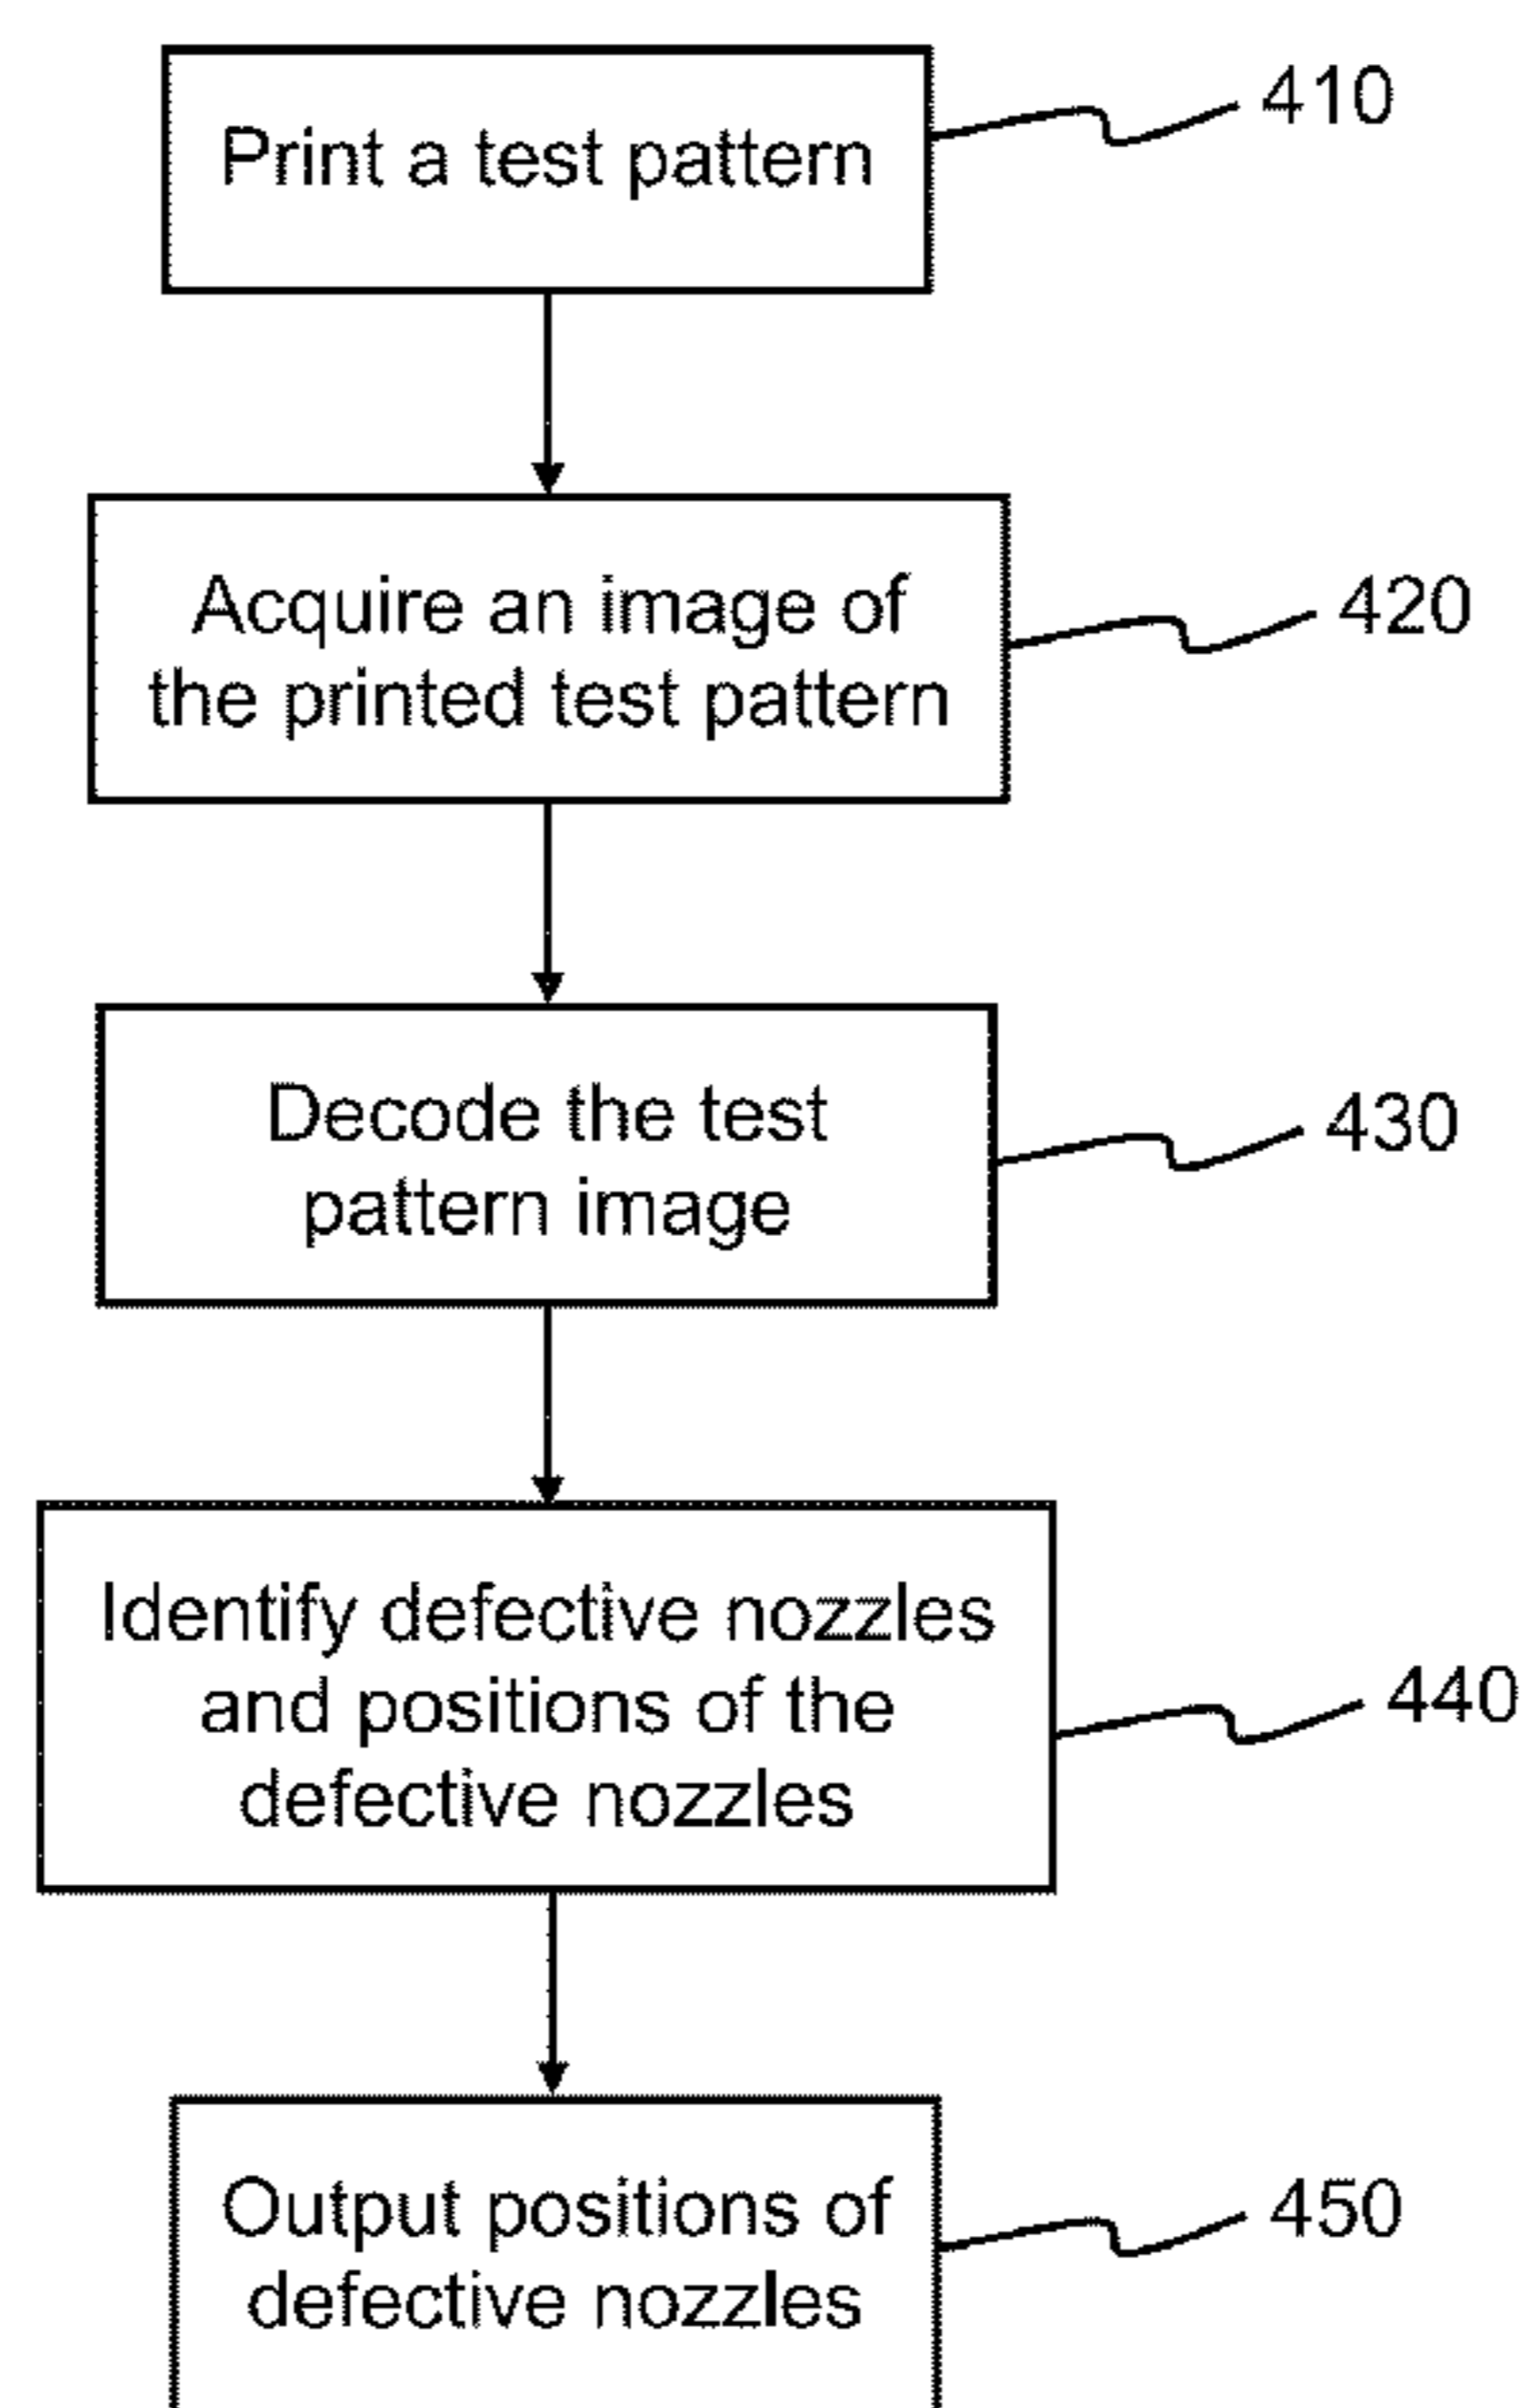 Print a test pattern
410
Acquire an image of
the printed test pattern
420
Decode the test
pattern image
430
Identify defective nozzles
and positions of the
defective nozzles
440
Output positions of
defective nozzles
450